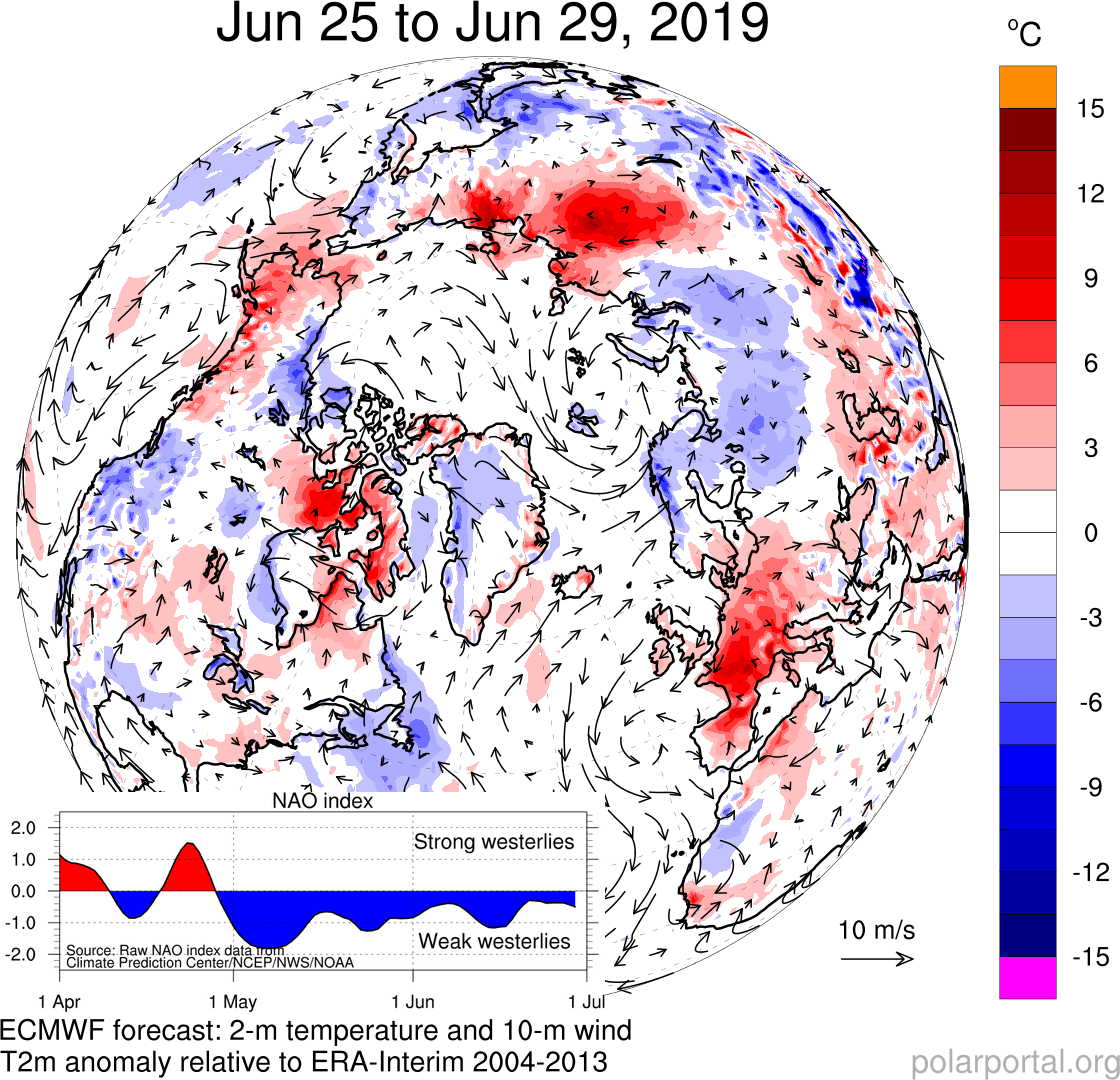 Jun 25 to Jun 29, 2019
oC
15
12
9
6
3
0
-3
-6
-9
-12
-15
10 m/s
NAO index
2.0
1.0
0.0
-1.0
-2.0
Strong westerlies
Weak westerlies
Source: Raw NAO index data from
Climate Prediction Center/NCEP/NWS/NOAA
1 Apr
1 May
1 Jun
1 Jul
ECMWF forecast: 2-m temperature and 10-m wind
T2m anomaly relative to ERA-Interim 2004-2013
polarportal.org